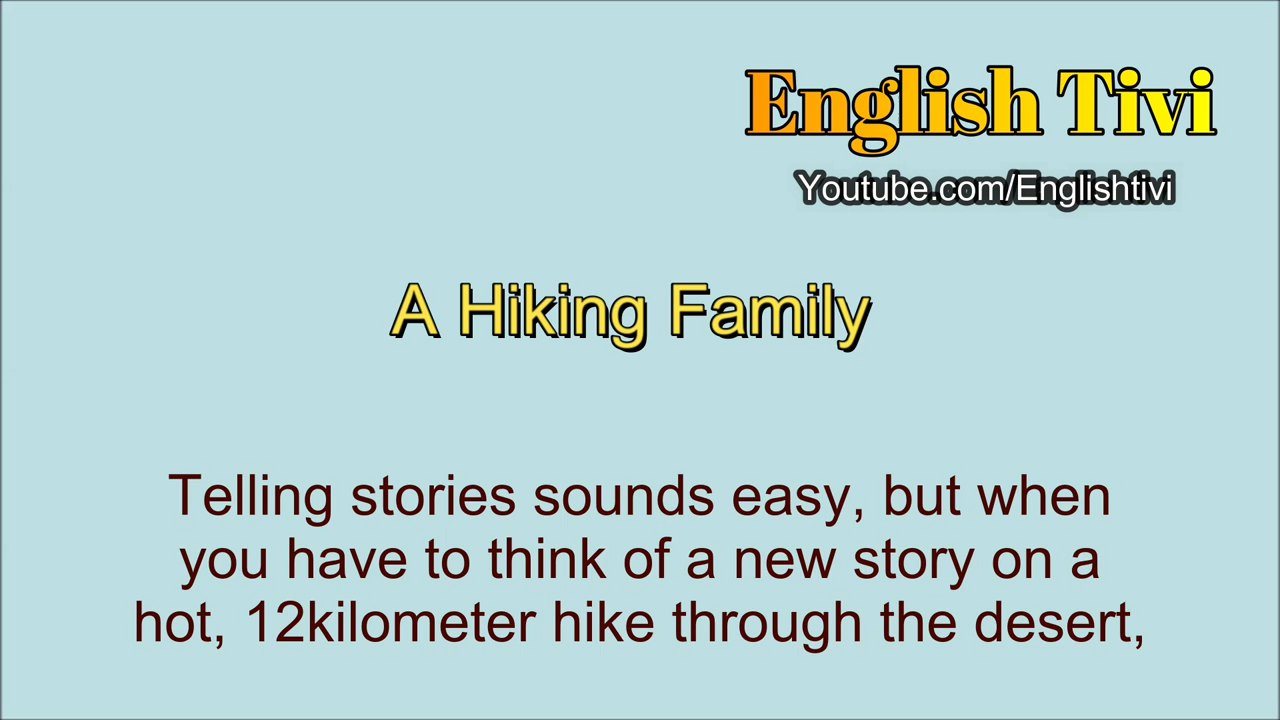 English Tivi
Youtube.com/Englishtivi
A Hiking Family
Telling stories sounds easy, but when
you have to think of a new story on a
hot, 12kilometer hike through the desert,